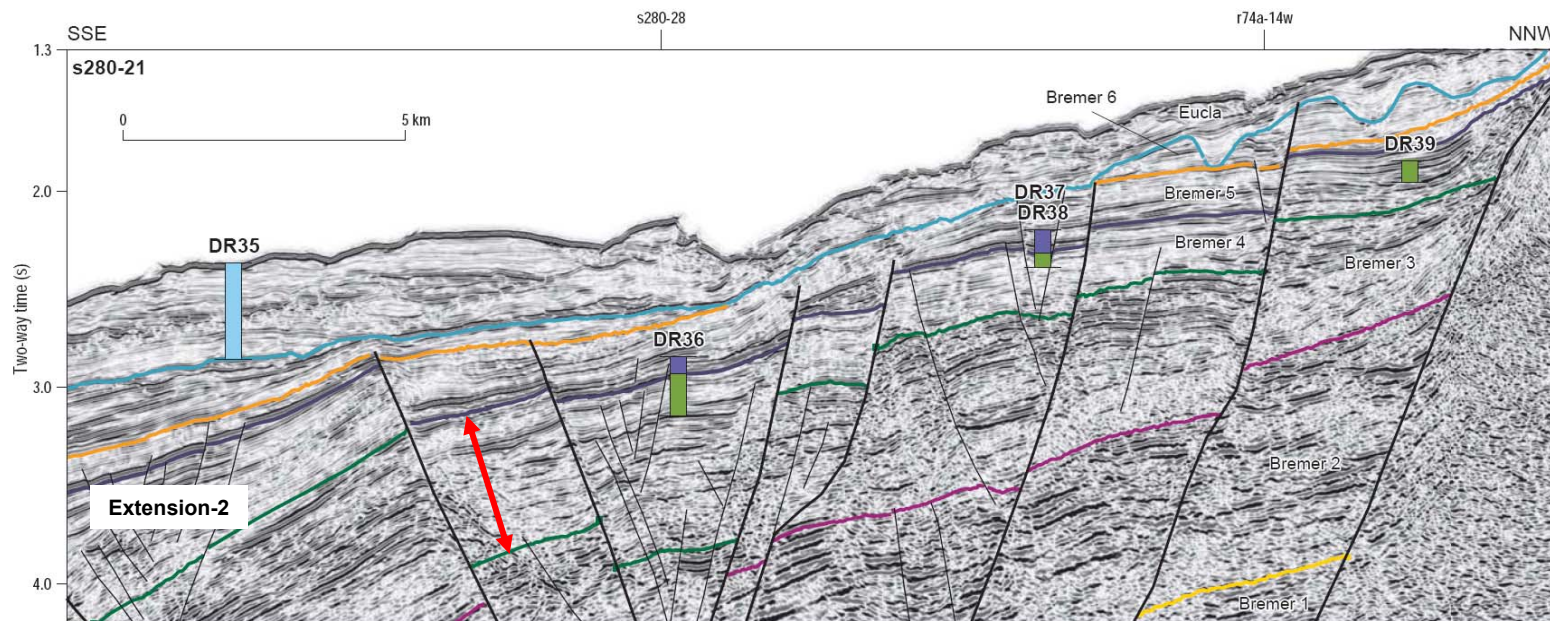 s280-28
r74a-14w
SSE
NNW
1.3
s280-21
0
5 km
Bremer 6
Eucla
DR39
2.0
DR37
DR38
Bremer 5
DR35
Bremer 4
Bremer 3
Two-way time (s)
DR36
3.0
Bremer 2
Extension-2
4.0
Bremer 1